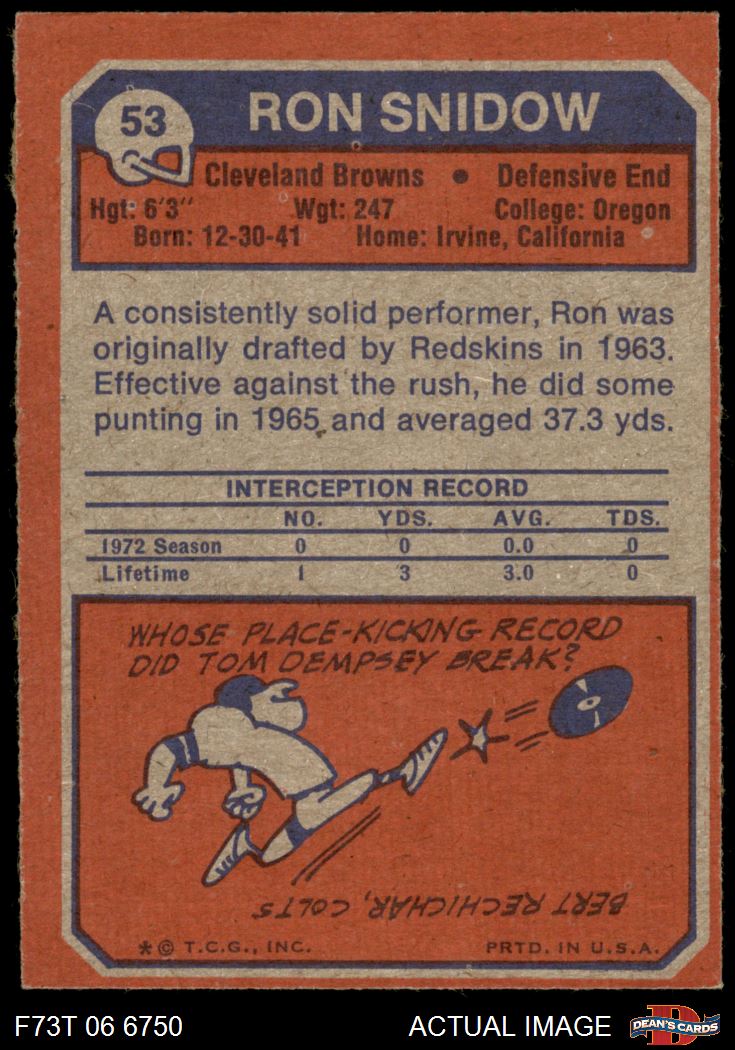 53
RON SNIDOW
Cleveland Browns • Defensive End
Hgt: 6'3" Wgt: 247 College: Oregon
Born: 12-30-41 Home: Irvine, California
A consistently solid performer, Ron was
originally drafted by Redskins in 1963.
Effective against the rush, he did some
punting in 1965 and averaged 37.3 yds.
INTERCEPTION RECORD
NO. YDS. AVG. TDS.
1972 Season 0 0 0.0 0
Lifetime 1 3 3.0 0
WHOSE PLACE-KICKING RECORD
DID TOM DEMPSEY BREAK?
BERT RECHICHAR, COLTS
* © T.C.G., INC. PRTD. IN U.S.A.
F73T 06 6750 ACTUAL IMAGE D DEAN'S CARDS